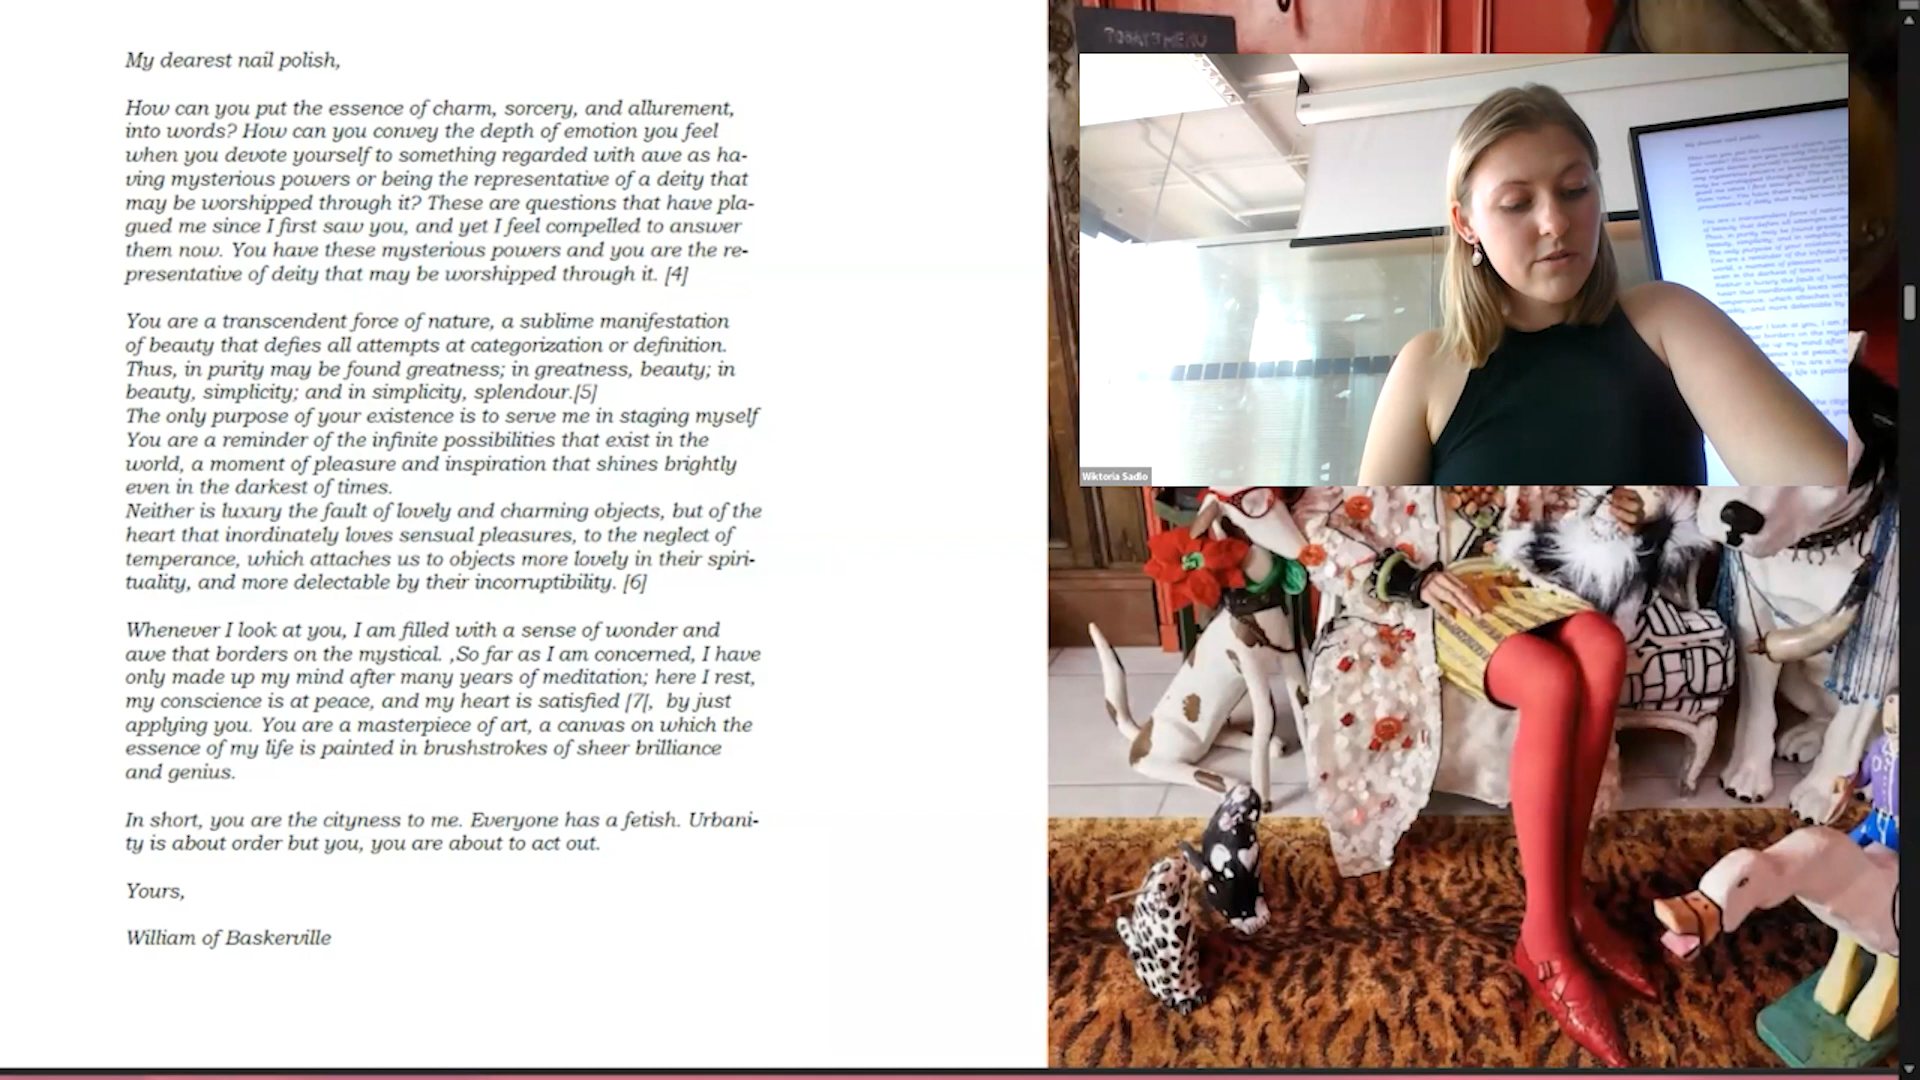 My dearest nail polish,
How can you put the essence of charm, sorcery, and allurement,
into words? How can you convey the depth of emotion you feel
when you devote yourself to something regarded with awe as ha-
ving mysterious powers or being the representative of a deity that
may be worshipped through it? These are questions that have pla-
gued me since I first saw you, and yet I feel compelled to answer
them now. You have these mysterious powers and you are the re-
presentative of deity that may be worshipped through it. [4]
You are a transcendent force of nature, a sublime manifestation
of beauty that defies all attempts at categorization or definition.
Thus, in purity may be found greatness; in greatness, beauty; in
beauty, simplicity; and in simplicity, splendour.[5]
The only purpose of your existence is to serve me in staging myself
You are a reminder of the infinite possibilities that exist in the
world, a moment of pleasure and inspiration that shines brightly
even in the darkest of times.
Neither is luxury the fault of lovely and charming objects, but of the
heart that inordinately loves sensual pleasures, to the neglect of
temperance, which attaches us to objects more lovely in their spiri-
tuality, and more delectable by their incorruptibility. [6]
Whenever I look at you, I am filled with a sense of wonder and
awe that borders on the mystical. ‚So far as I am concerned, I have
only made up my mind after many years of meditation; here I rest,
my conscience is at peace, and my heart is satisfied [7[,  by just
applying you. You are a masterpiece of art, a canvas on which the
essence of my life is painted in brushstrokes of sheer brilliance
and genius.
In short, you are the cityness to me. Everyone has a fetish. Urbani-
ty is about order but you, you are about to act out.
Yours,
William of Baskerville
TODAY'S MENU
Wiktoria Sadlo